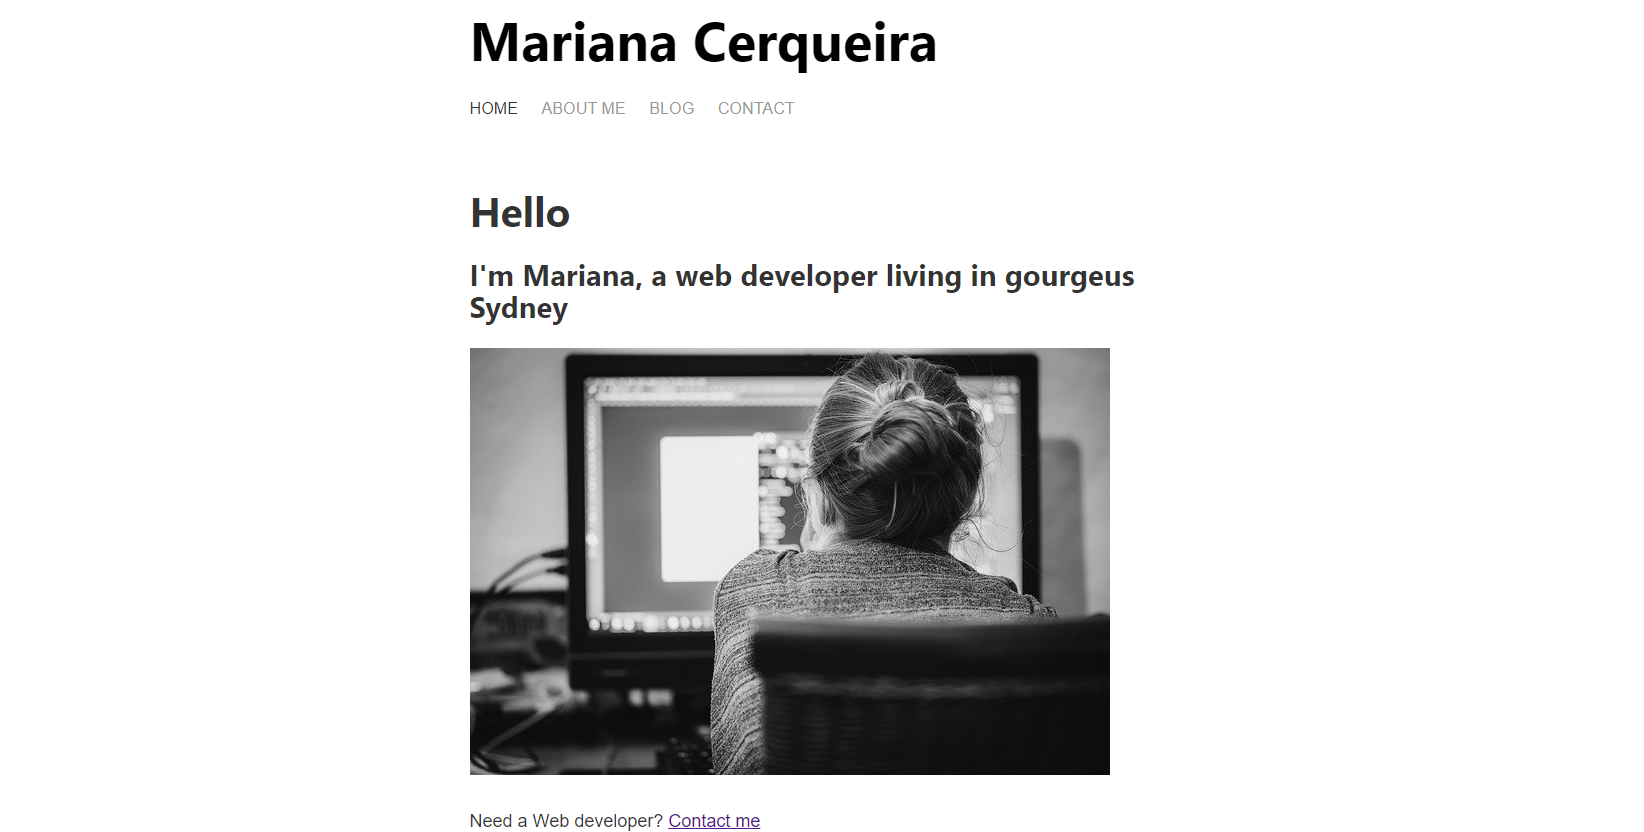 Mariana Cerqueira
HOME ABOUT ME BLOG CONTACT
Hello
I'm Mariana, a web developer living in gourgeus
Sydney
Need a Web developer? Contact me